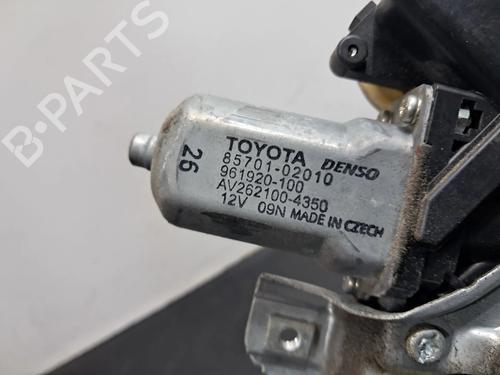 B-PARTS
TOYOTA DENSO
85701-02010
961920-100
AV262100-4350
12V 09N MADE IN CZECH
26